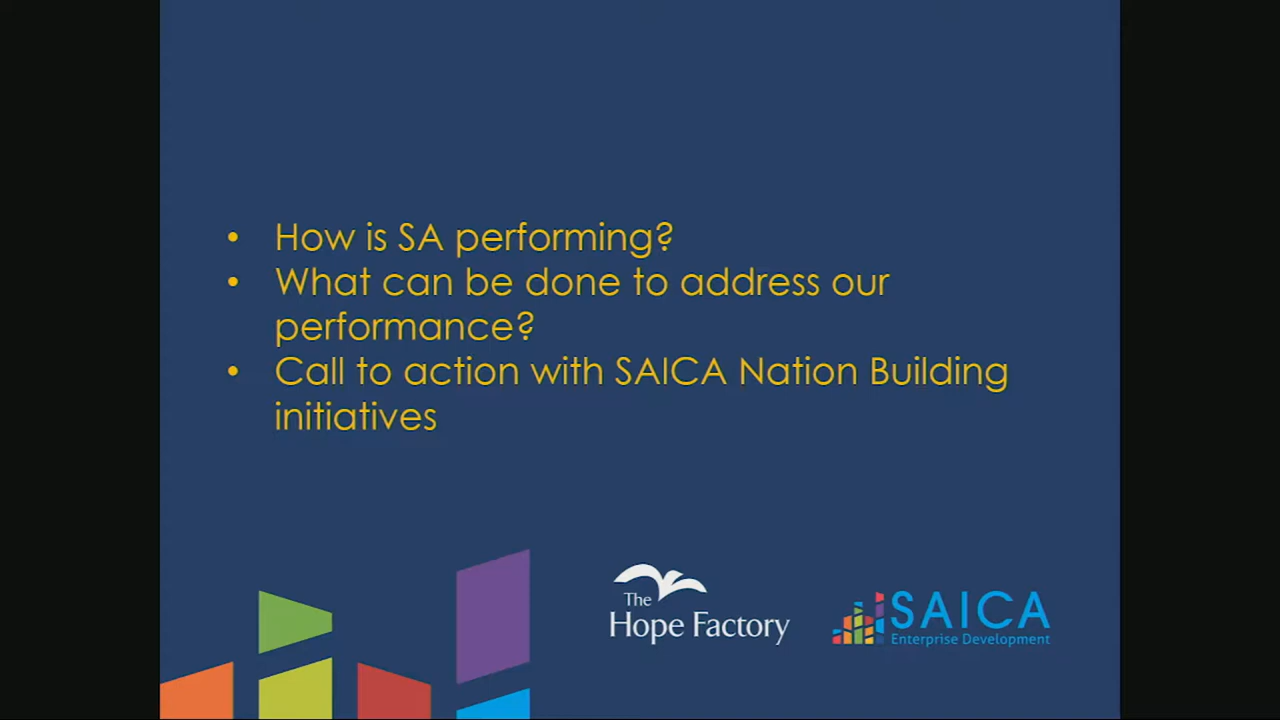 • How is SA performing?
• What can be done to address our
performance?
• Call to action with SAICA Nation Building
initiatives
The
Hope Factory
SAICA
Enterprise Development